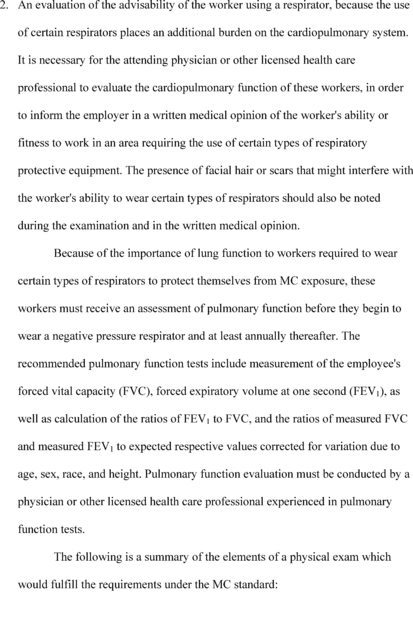 2. An evaluation of the advisability of the worker using a respirator, because the use
of certain respirators places an additional burden on the cardiopulmonary system.
It is necessary for the attending physician or other licensed health care
professional to evaluate the cardiopulmonary function of these workers, in order
to inform the employer in a written medical opinion of the worker's ability or
fitness to work in an area requiring the use of certain types of respiratory
protective equipment. The presence of facial hair or scars that might interfere with
the worker's ability to wear certain types of respirators should also be noted
during the examination and in the written medical opinion.
Because of the importance of lung function to workers required to wear
certain types of respirators to protect themselves from MC exposure, these
workers must receive an assessment of pulmonary function before they begin to
wear a negative pressure respirator and at least annually thereafter. The
recommended pulmonary function tests include measurement of the employee's
forced vital capacity (FVC), forced expiratory volume at one second (FEV₁), as
well as calculation of the ratios of FEV₁ to FVC, and the ratios of measured FVC
and measured FEV₁ to expected respective values corrected for variation due to
age, sex, race, and height. Pulmonary function evaluation must be conducted by a
physician or other licensed health care professional experienced in pulmonary
function tests.
The following is a summary of the elements of a physical exam which
would fulfill the requirements under the MC standard: